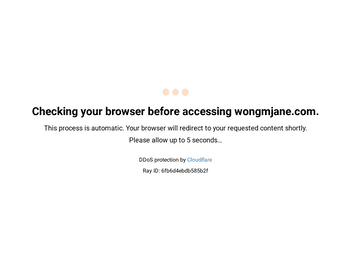 Checking your browser before accessing wongmjane.com.
This process is automatic. Your browser will redirect to your requested content shortly.
Please allow up to 5 seconds…
DDoS protection by Cloudflare
Ray ID: 6fb6d4ebdb585b2f